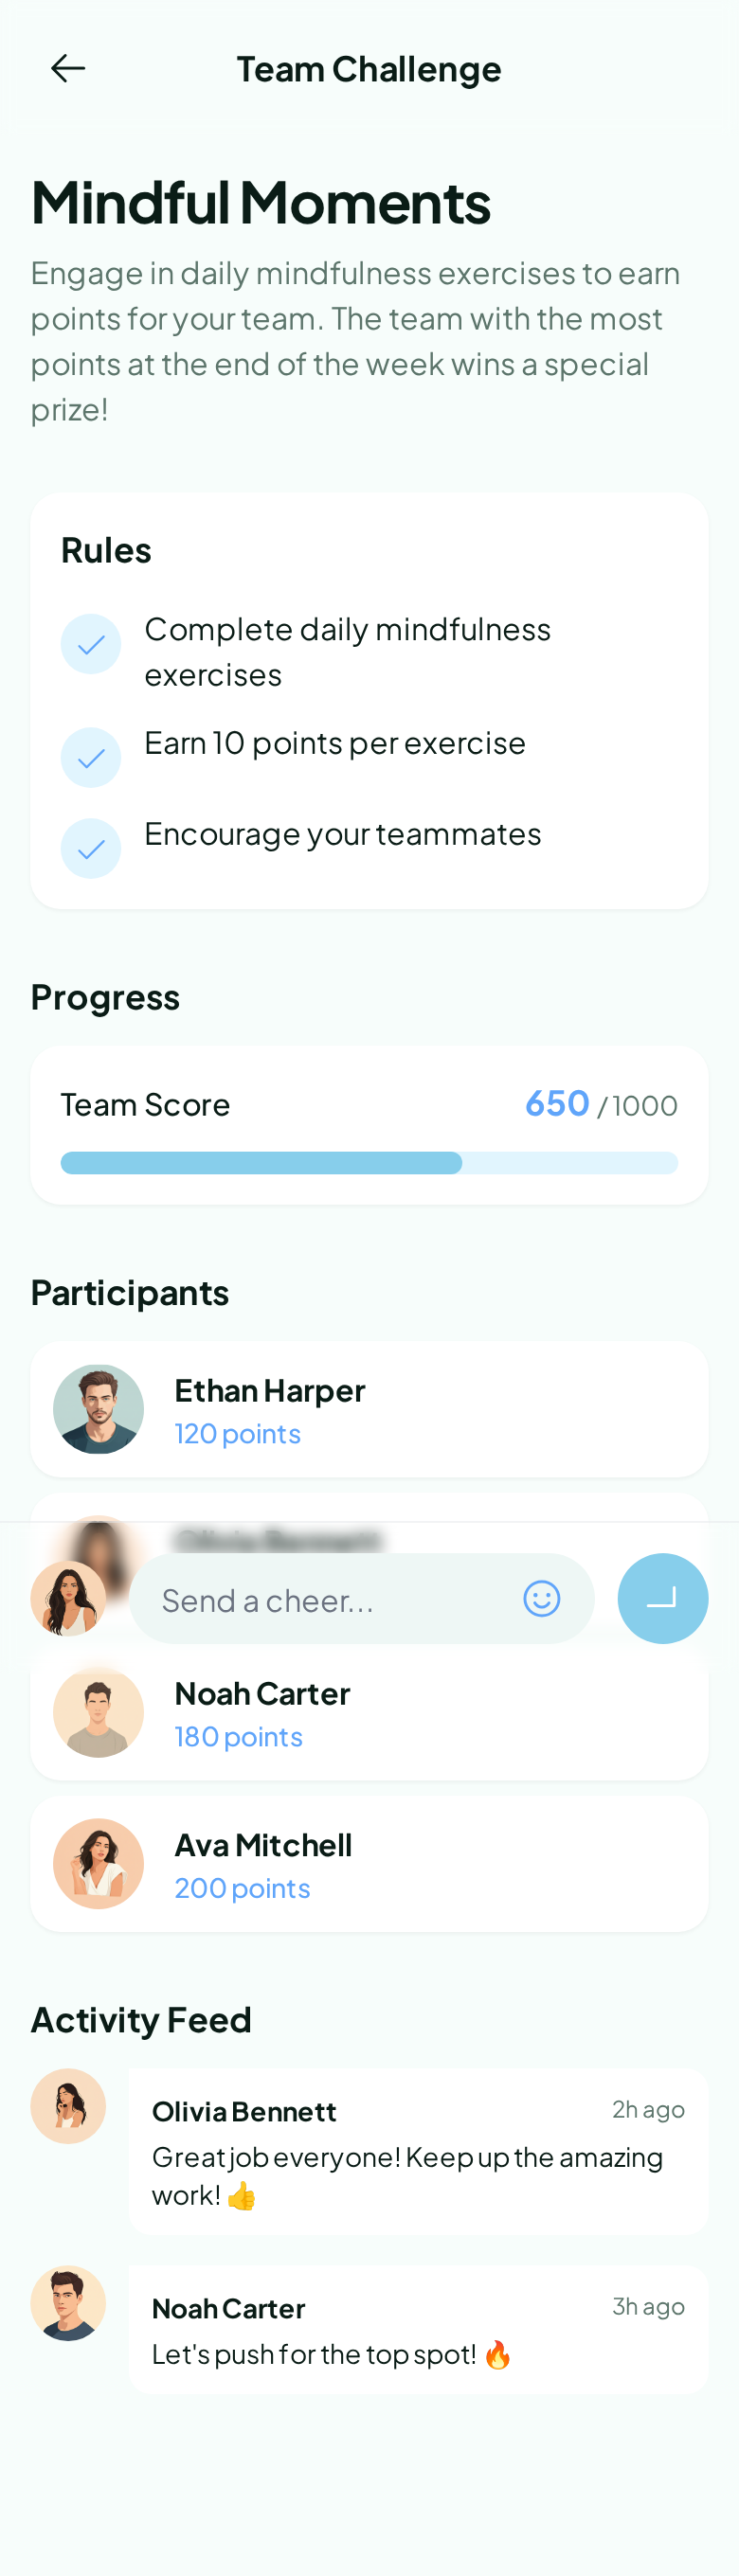 Team Challenge
Mindful Moments
Engage in daily mindfulness exercises to earn
points for your team. The team with the most
points at the end of the week wins a special
prize!
Rules
Complete daily mindfulness
exercises
Earn 10 points per exercise
Encourage your teammates
Progress
Team Score 650 / 1000
Participants
Ethan Harper
120 points
Olivia Bennett
Send a cheer...
Noah Carter
180 points
Ava Mitchell
200 points
Activity Feed
Olivia Bennett 2h ago
Great job everyone! Keep up the amazing
work! 👍
Noah Carter 3h ago
Let's push for the top spot! 🔥